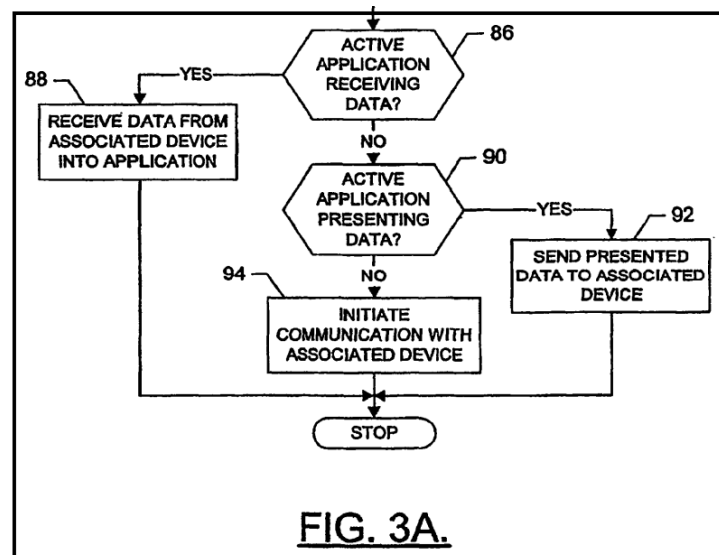 ACTIVE
APPLICATION
RECEIVING
DATA?
86
YES
88
RECEIVE DATA FROM
ASSOCIATED DEVICE
INTO APPLICATION
NO
ACTIVE
APPLICATION
PRESENTING
DATA?
90
YES
92
SEND PRESENTED
DATA TO ASSOCIATED
DEVICE
NO
94
INITIATE
COMMUNICATION WITH
ASSOCIATED DEVICE
STOP
FIG. 3A.